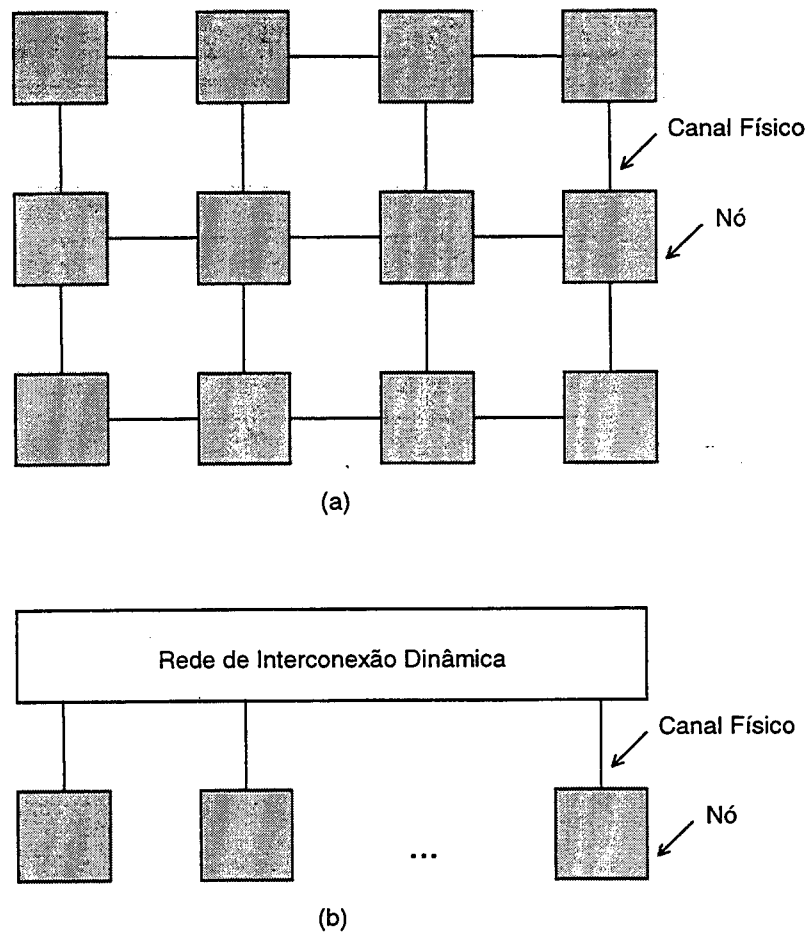 Canal Físico
Nó
(a)
Rede de Interconexão Dinâmica
Canal Físico
Nó
...
(b)